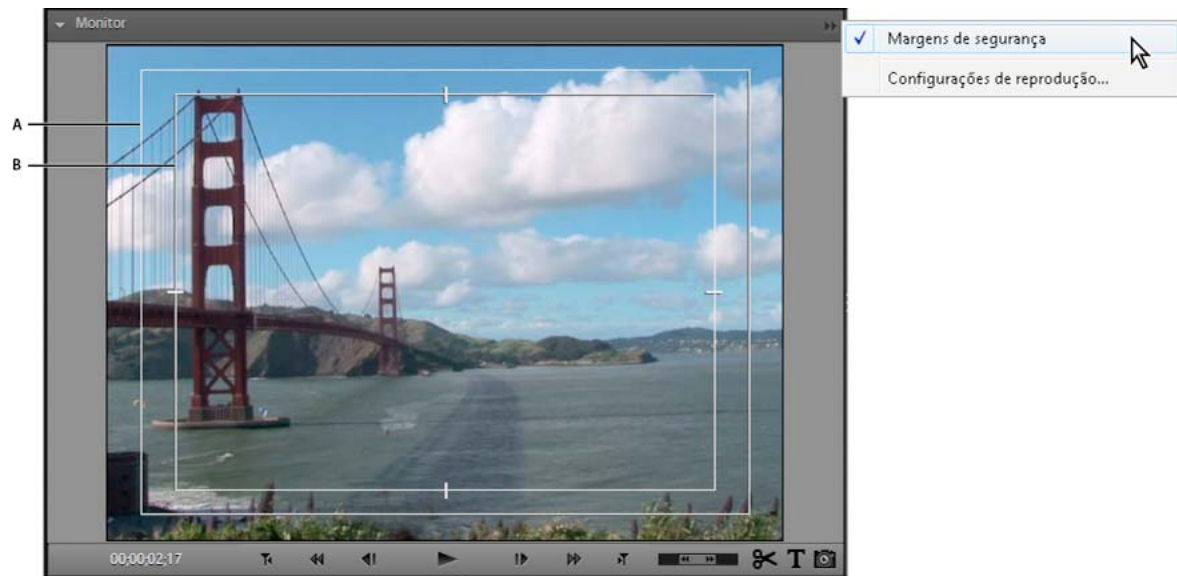 Monitor
Margens de segurança
Configurações de reprodução...
A
B
00;00;02;17
T